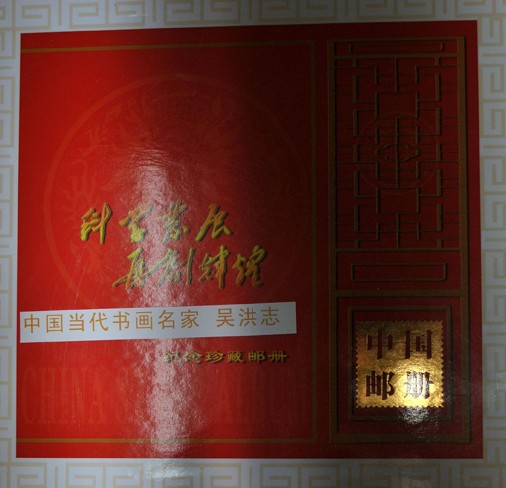 科学发展
再创辉煌
中国当代书画名家 吴洪志
纪念珍藏邮册
中国
邮册